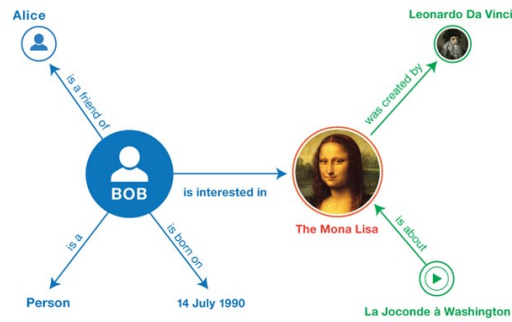 Alice
Leonardo Da Vinci
is a friend of
was created by
BOB
is interested in
The Mona Lisa
is a
is born on
is about
Person
14 July 1990
La Joconde à Washington